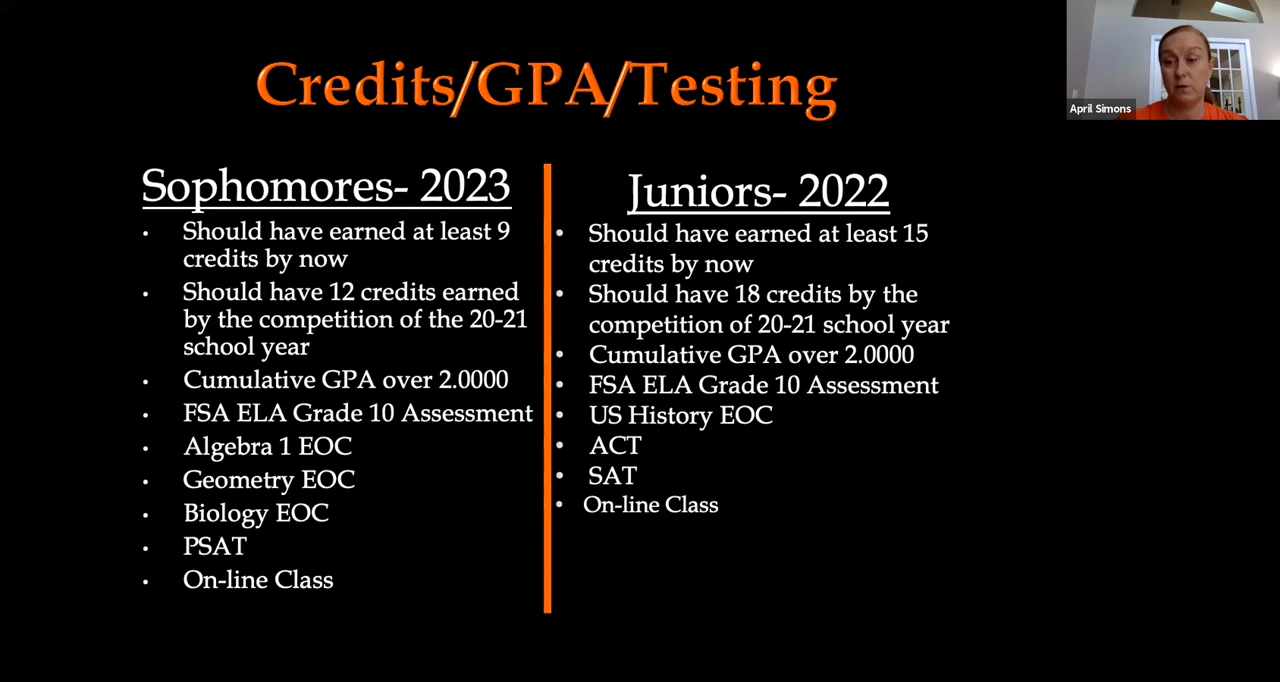 Credits/GPA/Testing
April Simons
Sophomores- 2023
Should have earned at least 9
credits by now
Should have 12 credits earned
by the competition of the 20-21
school year
Cumulative GPA over 2.0000
FSA ELA Grade 10 Assessment
Algebra 1 EOC
Geometry EOC
Biology EOC
PSAT
On-line Class
Juniors- 2022
Should have earned at least 15
credits by now
Should have 18 credits by the
competition of 20-21 school year
Cumulative GPA over 2.0000
FSA ELA Grade 10 Assessment
US History EOC
ACT
SAT
On-line Class